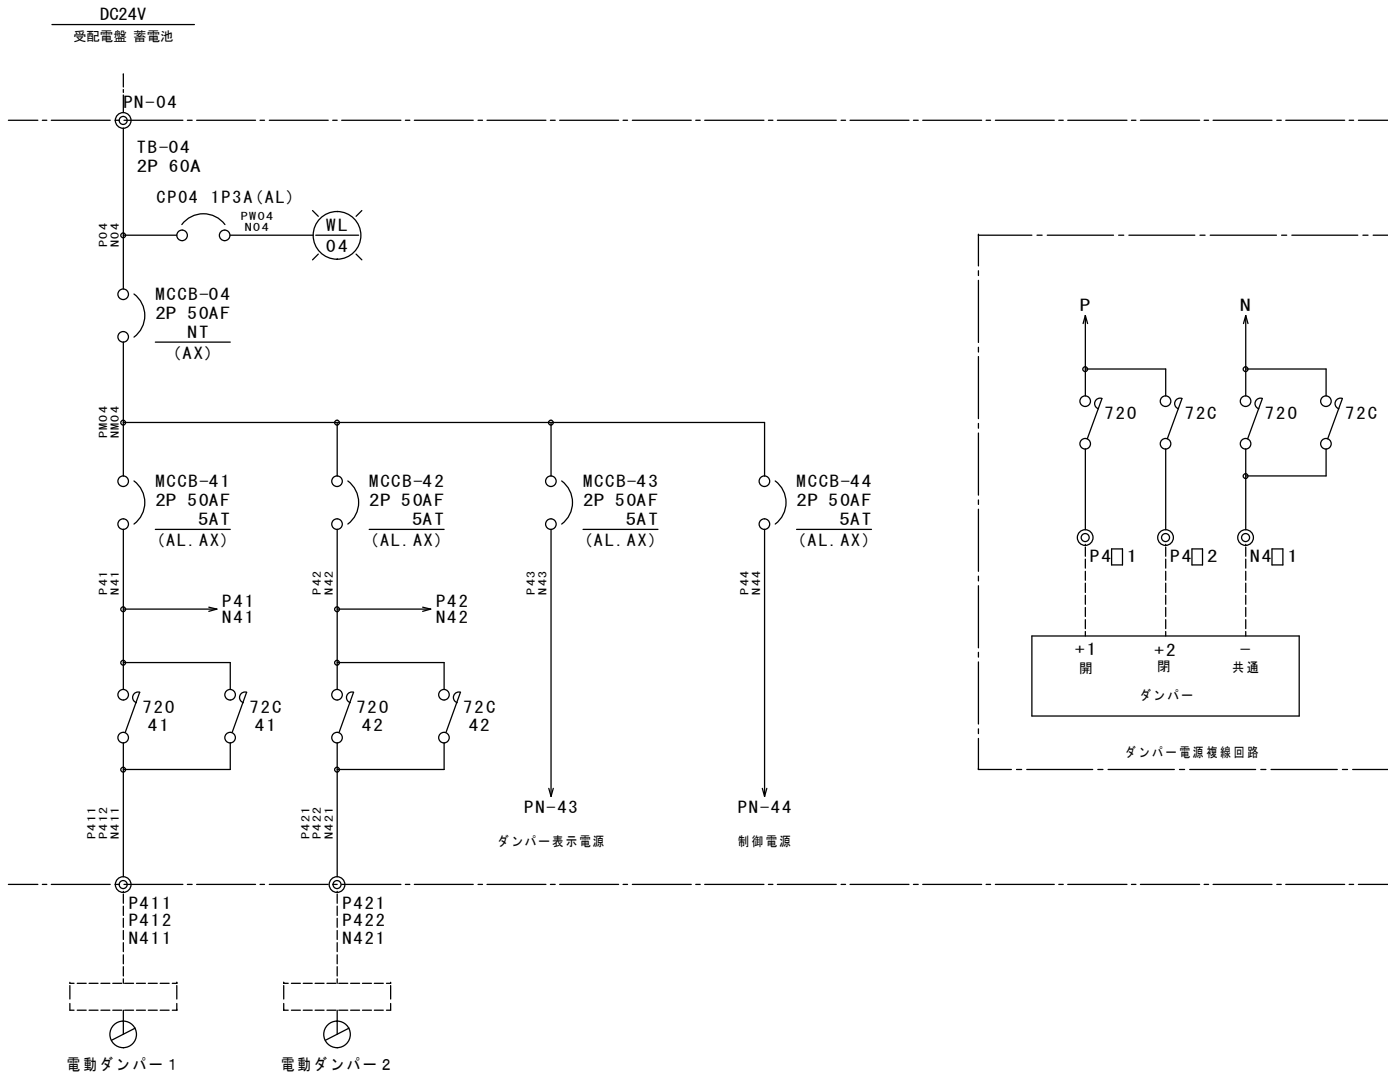 DC24V
受配電盤 蓄電池
PN-04
TB-04
2P 60A
CP04 1P3A(AL)
PW04
N04
WL
04
P04
N04
MCCB-04
2P 50AF
NT
(AX)
PM04
NM04
MCCB-41
2P 50AF
5AT
(AL.AX)
MCCB-42
2P 50AF
5AT
(AL.AX)
MCCB-43
2P 50AF
5AT
(AL.AX)
MCCB-44
2P 50AF
5AT
(AL.AX)
P41
N41
P42
N42
P43
N43
P44
N44
P41
N41
P42
N42
720
41
72C
41
720
42
72C
42
P411
P412
N411
P421
P422
N421
PN-43
ダンパー表示電源
PN-44
制御電源
P411
P412
N411
P421
P422
N421
電動ダンパー1
電動ダンパー2
P
N
720
72C
720
72C
P4□1
P4□2
N4□1
+1
開
+2
閉
−
共通
ダンパー
ダンパー電源複線回路